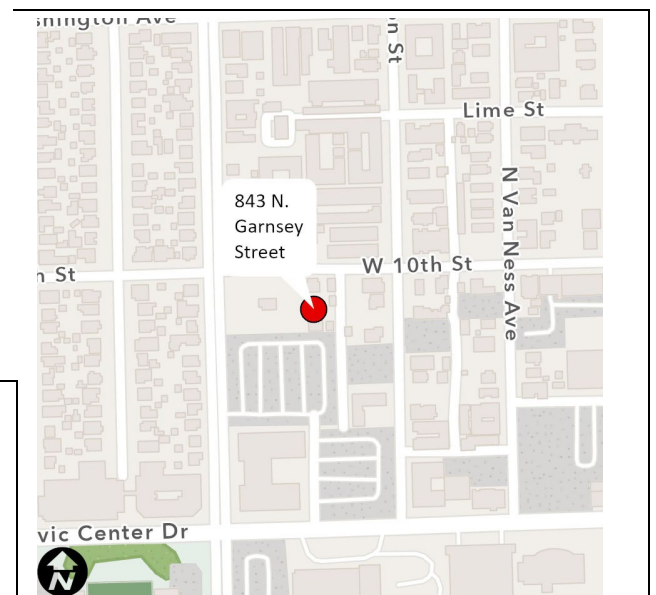 shington Ave
n St
Lime St
843 N.
Garnsey
Street
N Van Ness Ave
W 10th St
n St
vic Center Dr
N